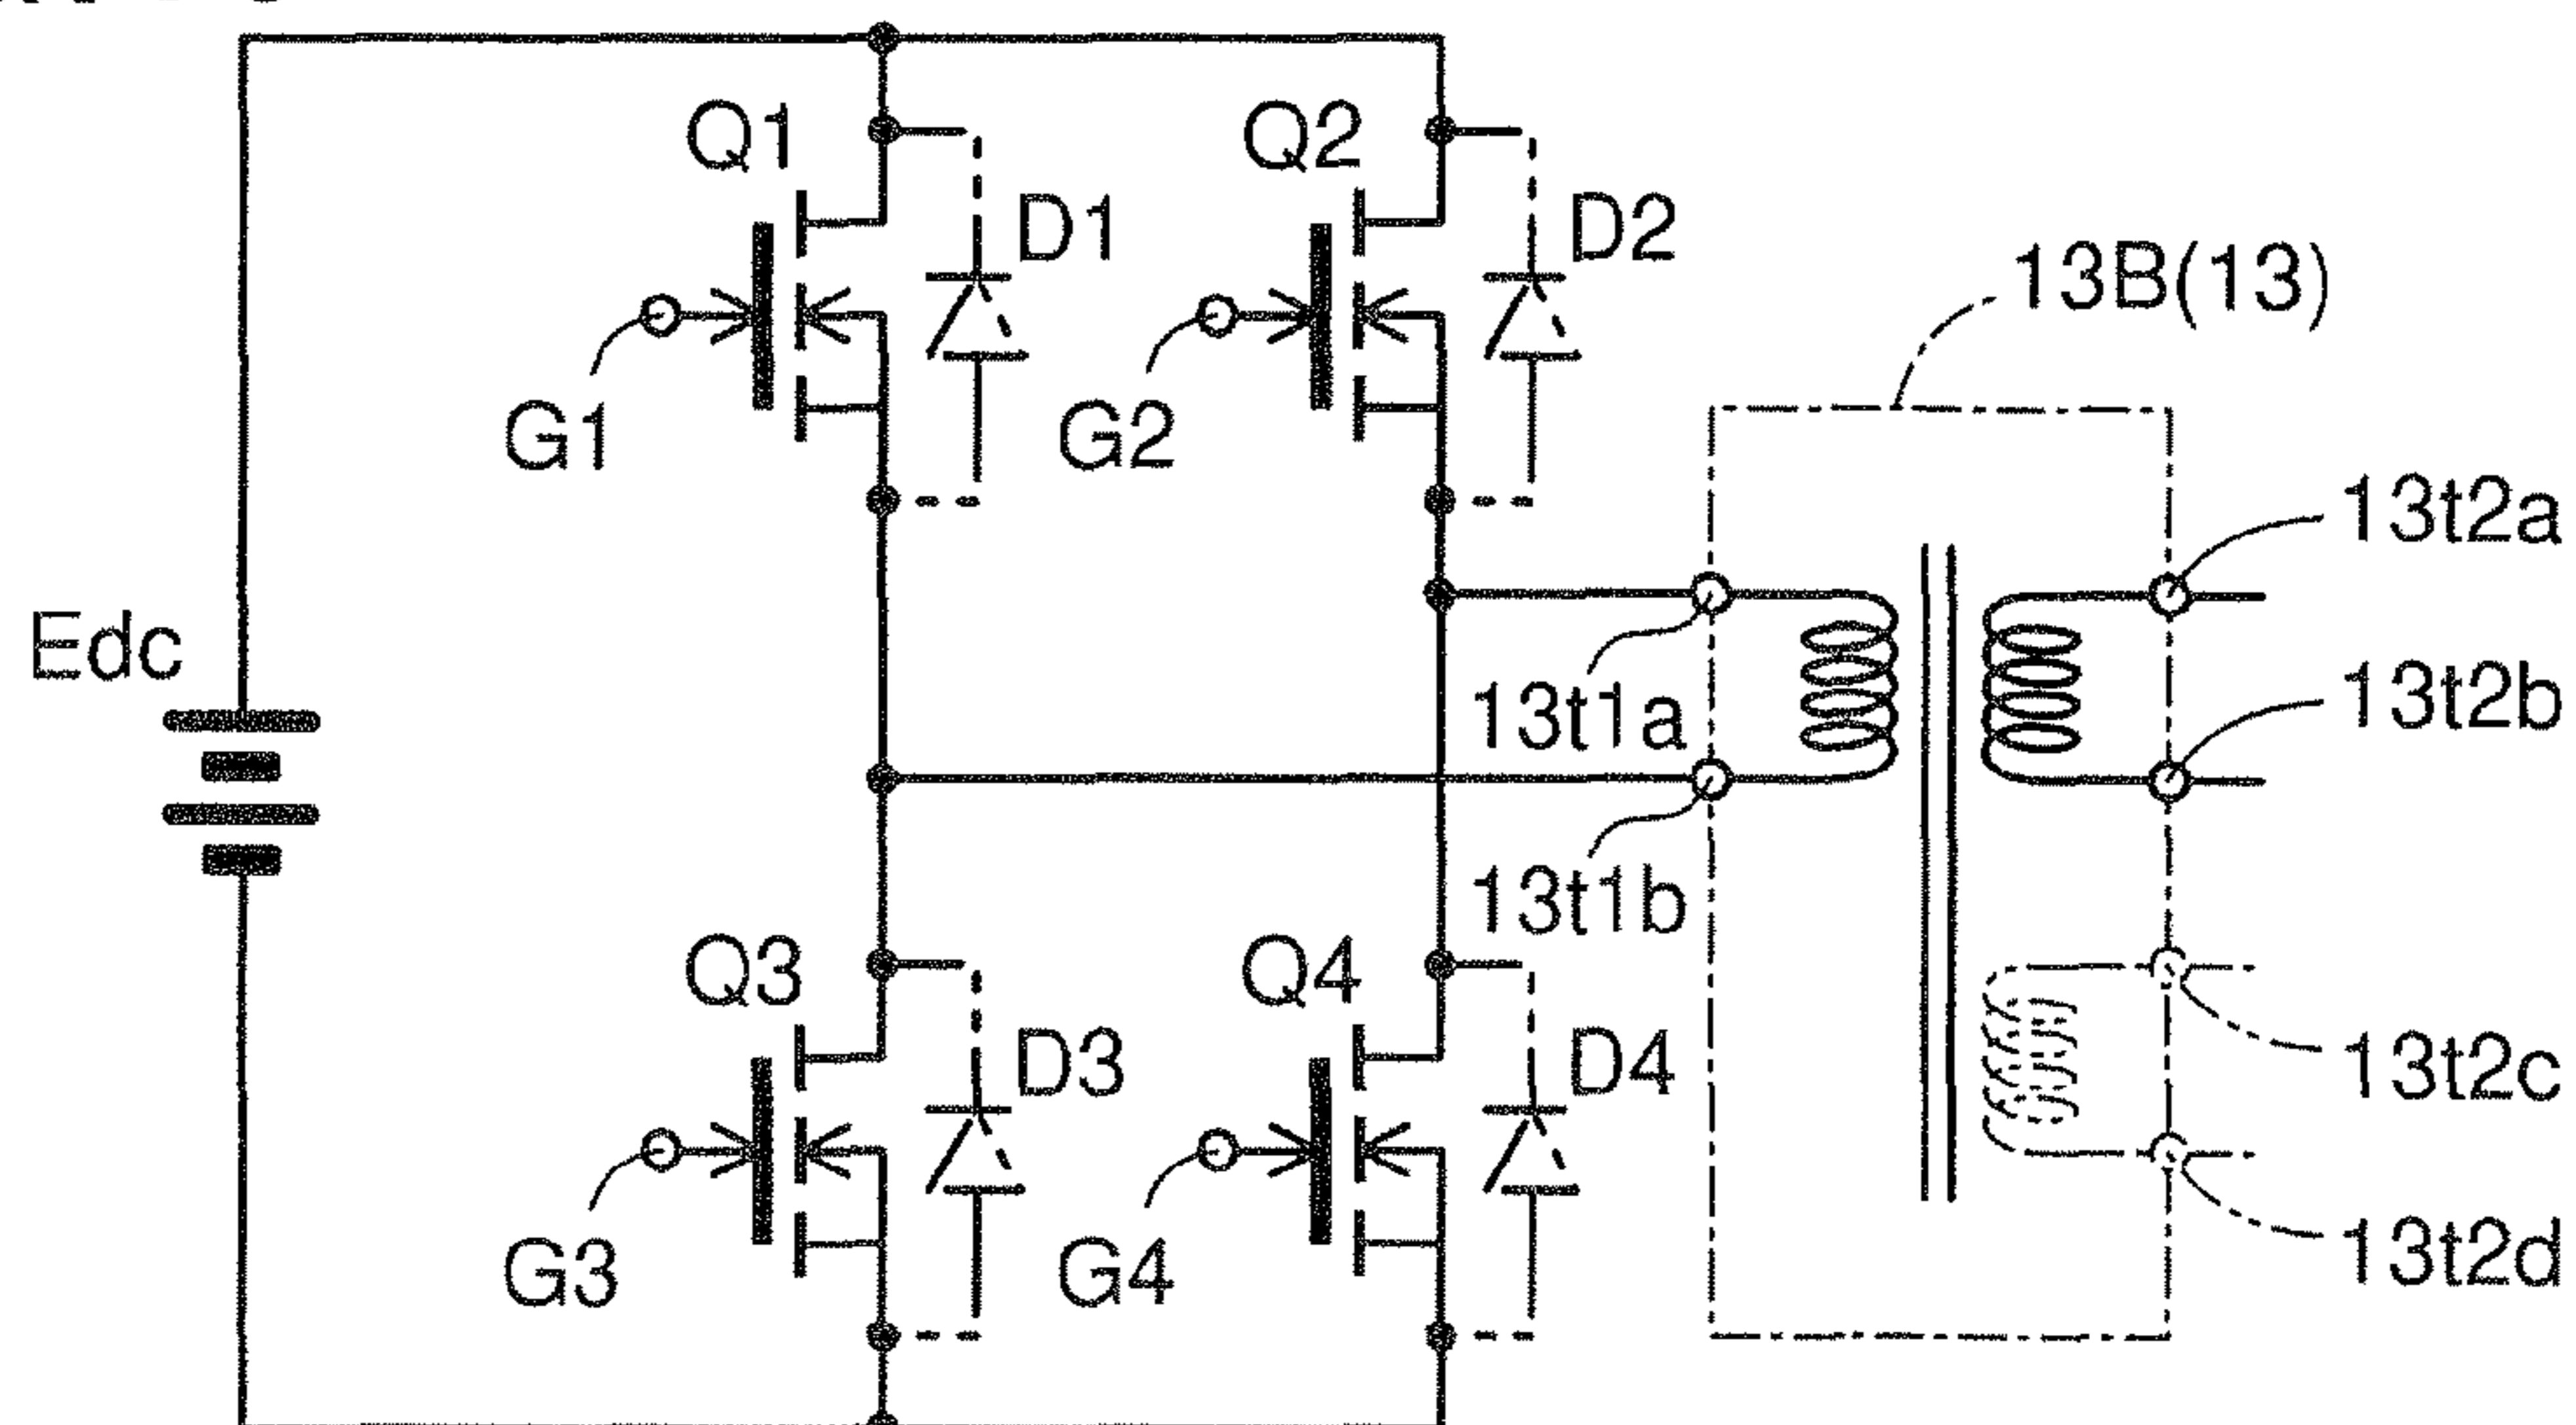 Q1
Q2
D1
D2
13B(13)
G1
G2
13t2a
Edc
13t1a
13t2b
13t1b
Q3
Q4
D3
D4
13t2c
G3
G4
13t2d